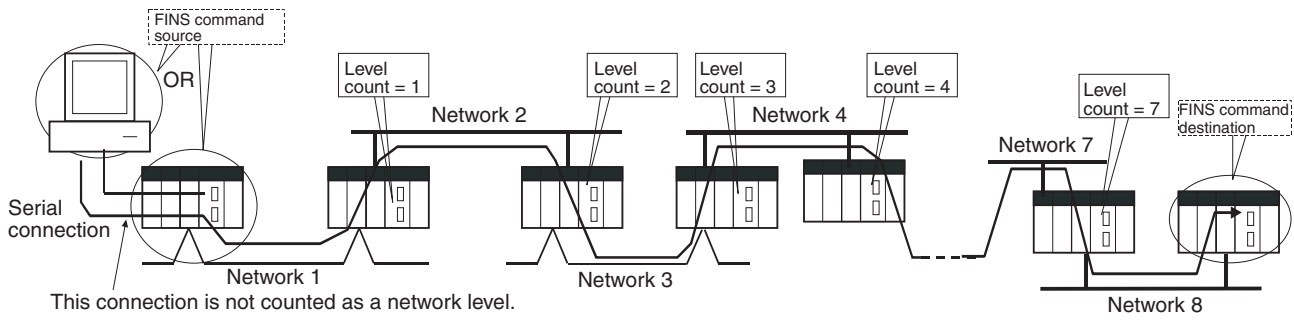 FINS command
source
OR
Level
count = 1
Level
count = 2
Level
count = 3
Level
count = 4
Level
count = 7
FINS command
destination
Network 2
Network 4
Network 7
Serial
connection
Network 1
Network 3
Network 8
This connection is not counted as a network level.